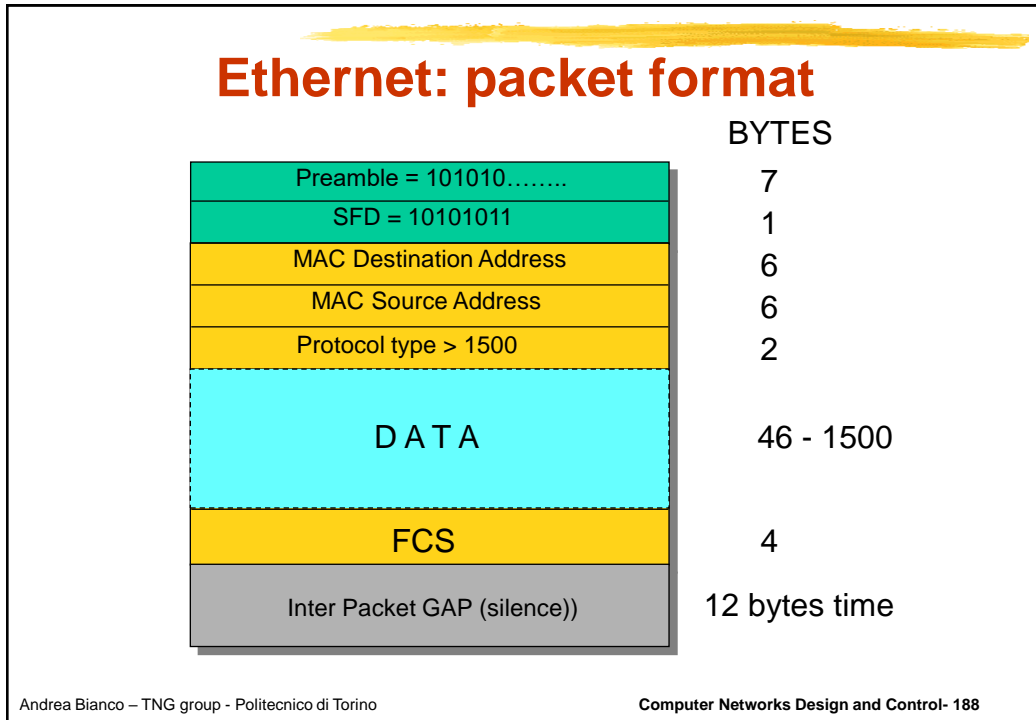 Ethernet: packet format
BYTES
Preamble = 101010........ 7
SFD = 10101011 1
MAC Destination Address 6
MAC Source Address 6
Protocol type > 1500 2
D A T A 46 - 1500
FCS 4
Inter Packet GAP (silence)) 12 bytes time
Andrea Bianco – TNG group - Politecnico di Torino Computer Networks Design and Control- 188